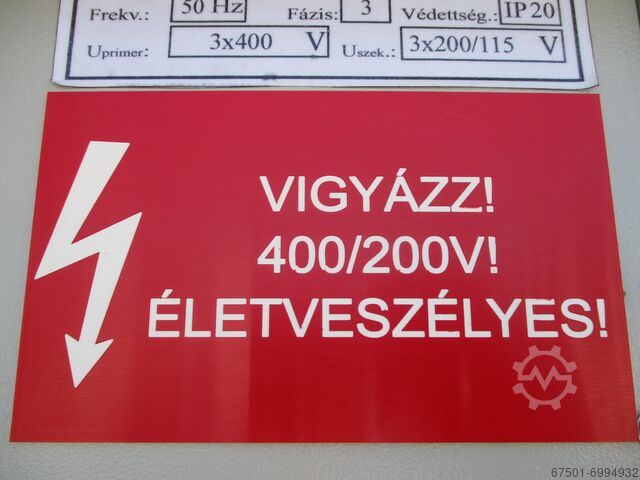 Frekv.: 50 Hz Fázis: 3 Védettség.: IP20
Uprimer: 3x400 V Uszek.: 3x200/115 V
VIGYÁZZ!
400/200V!
ÉLETVESZÉLYES!
67501-6994932